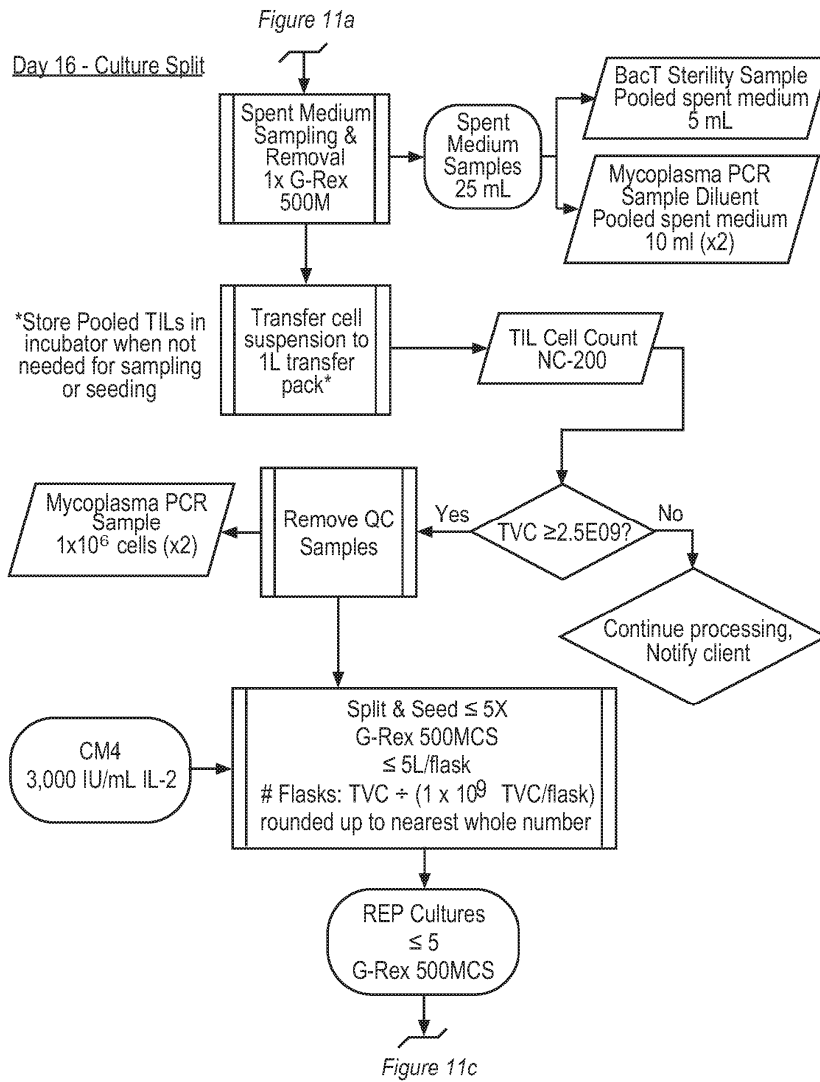 Figure 11a
Day 16 - Culture Split
Spent Medium
Sampling &
Removal
1x G-Rex
500M
Spent
Medium
Samples
25 mL
BacT Sterility Sample
Pooled spent medium
5 mL
Mycoplasma PCR
Sample Diluent
Pooled spent medium
10 ml (x2)
*Store Pooled TILs in
incubator when not
needed for sampling
or seeding
Transfer cell
suspension to
1L transfer
pack*
TIL Cell Count
NC-200
Mycoplasma PCR
Sample
1x10⁶ cells (x2)
Remove QC
Samples
Yes
TVC ≥2.5E09?
No
Continue processing,
Notify client
CM4
3,000 IU/mL IL-2
Split & Seed ≤ 5X
G-Rex 500MCS
≤ 5L/flask
# Flasks: TVC ÷ (1 x 10⁹ TVC/flask)
rounded up to nearest whole number
REP Cultures
≤ 5
G-Rex 500MCS
Figure 11c